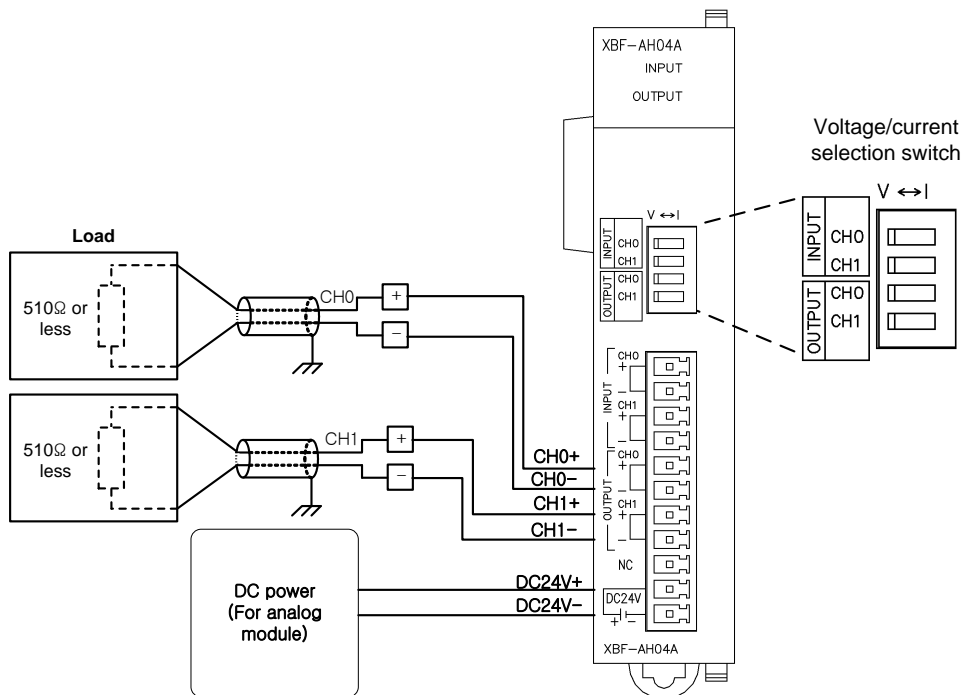 XBF-AH04A
INPUT
OUTPUT
Voltage/current
selection switch
V ↔ I
INPUT
CH0
CH1
OUTPUT
CH0
CH1
V ↔ I
INPUT
CH0
CH1
OUTPUT
CH0
CH1
Load
510Ω or
less
CH0
+
−
510Ω or
less
CH1
+
−
CH0+
CH0-
CH1+
CH1-
INPUT
CH0
+
−
CH1
+
−
OUTPUT
CH0
+
−
CH1
+
−
NC
DC power
(For analog
module)
DC24V+
DC24V-
DC24V
+ −
XBF-AH04A